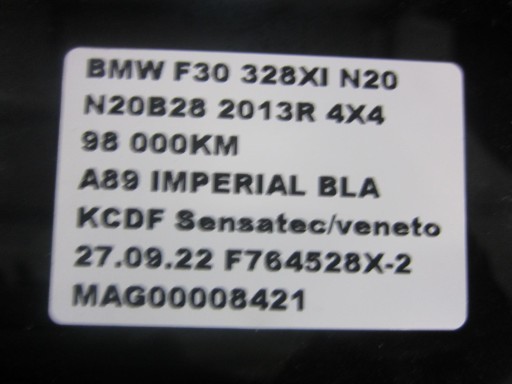 BMW F30 328XI N20
N20B28 2013R 4X4
98 000KM
A89 IMPERIAL BLA
KCDF Sensatec/veneto
27.09.22 F764528X-2
MAG00008421